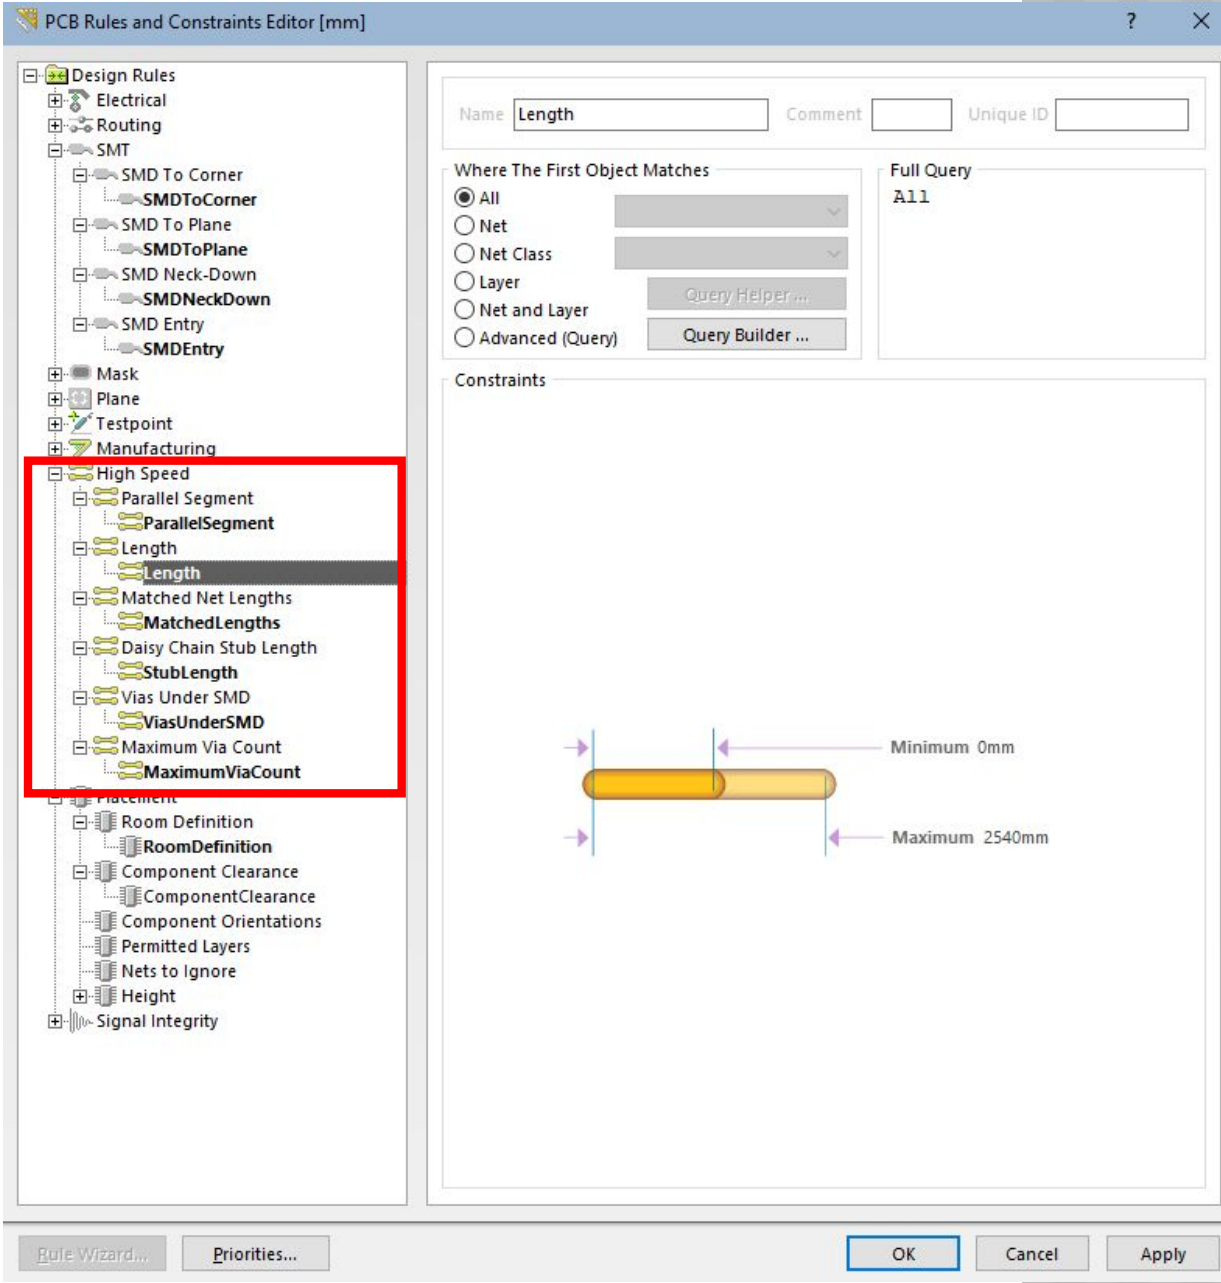 PCB Rules and Constraints Editor [mm]
?
Design Rules
Electrical
Routing
SMT
SMD To Corner
SMDToCorner
SMD To Plane
SMDToPlane
SMD Neck-Down
SMDNeckDown
SMD Entry
SMDEntry
Mask
Plane
Testpoint
Manufacturing
High Speed
Parallel Segment
ParallelSegment
Length
Length
Matched Net Lengths
MatchedLengths
Daisy Chain Stub Length
StubLength
Vias Under SMD
ViasUnderSMD
Maximum Via Count
MaximumViaCount
Placement
Room Definition
RoomDefinition
Component Clearance
ComponentClearance
Component Orientations
Permitted Layers
Nets to Ignore
Height
Signal Integrity
Name Length Comment Unique ID
Where The First Object Matches
All
Net
Net Class
Layer
Net and Layer
Advanced (Query)
Query Helper ...
Query Builder ...
Full Query
All
Constraints
Minimum 0mm
Maximum 2540mm
Rule Wizard... Priorities... OK Cancel Apply